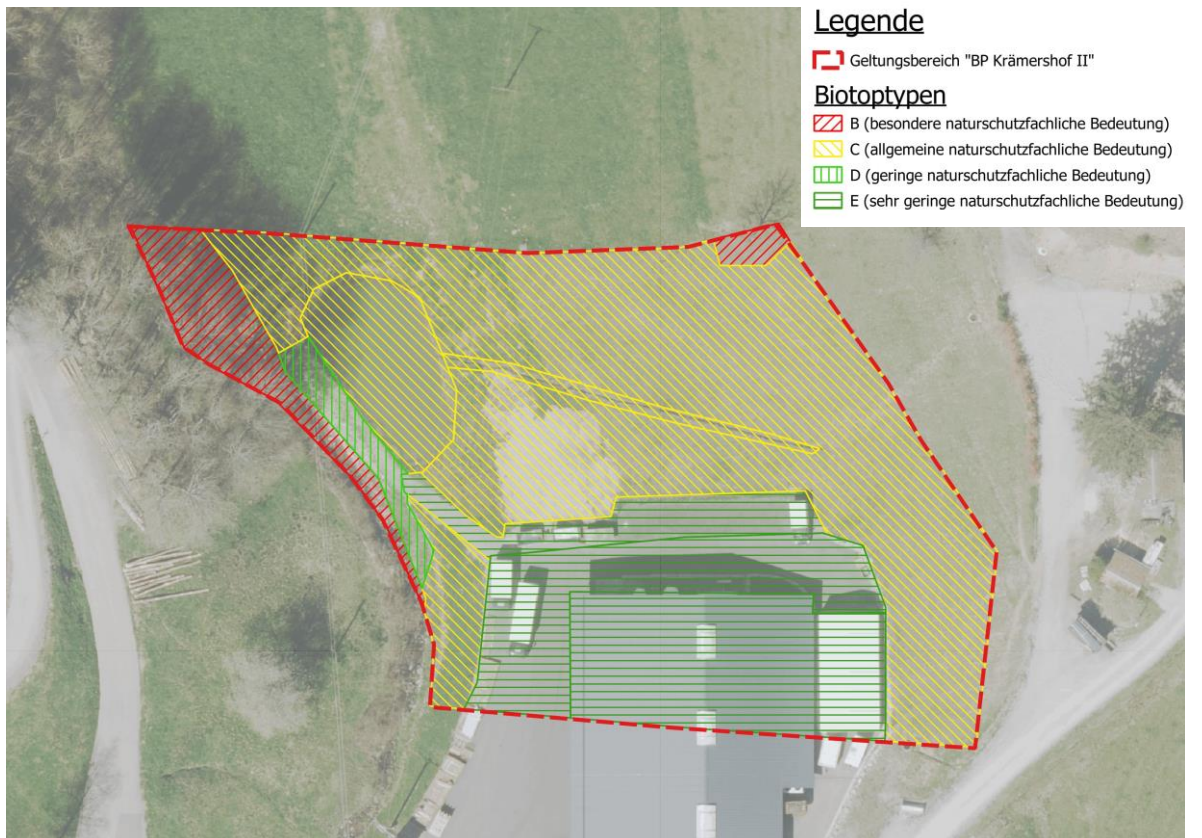 Legende
Geltungsbereich "BP Krämershof II"
Biotoptypen
B (besondere naturschutzfachliche Bedeutung)
C (allgemeine naturschutzfachliche Bedeutung)
D (geringe naturschutzfachliche Bedeutung)
E (sehr geringe naturschutzfachliche Bedeutung)